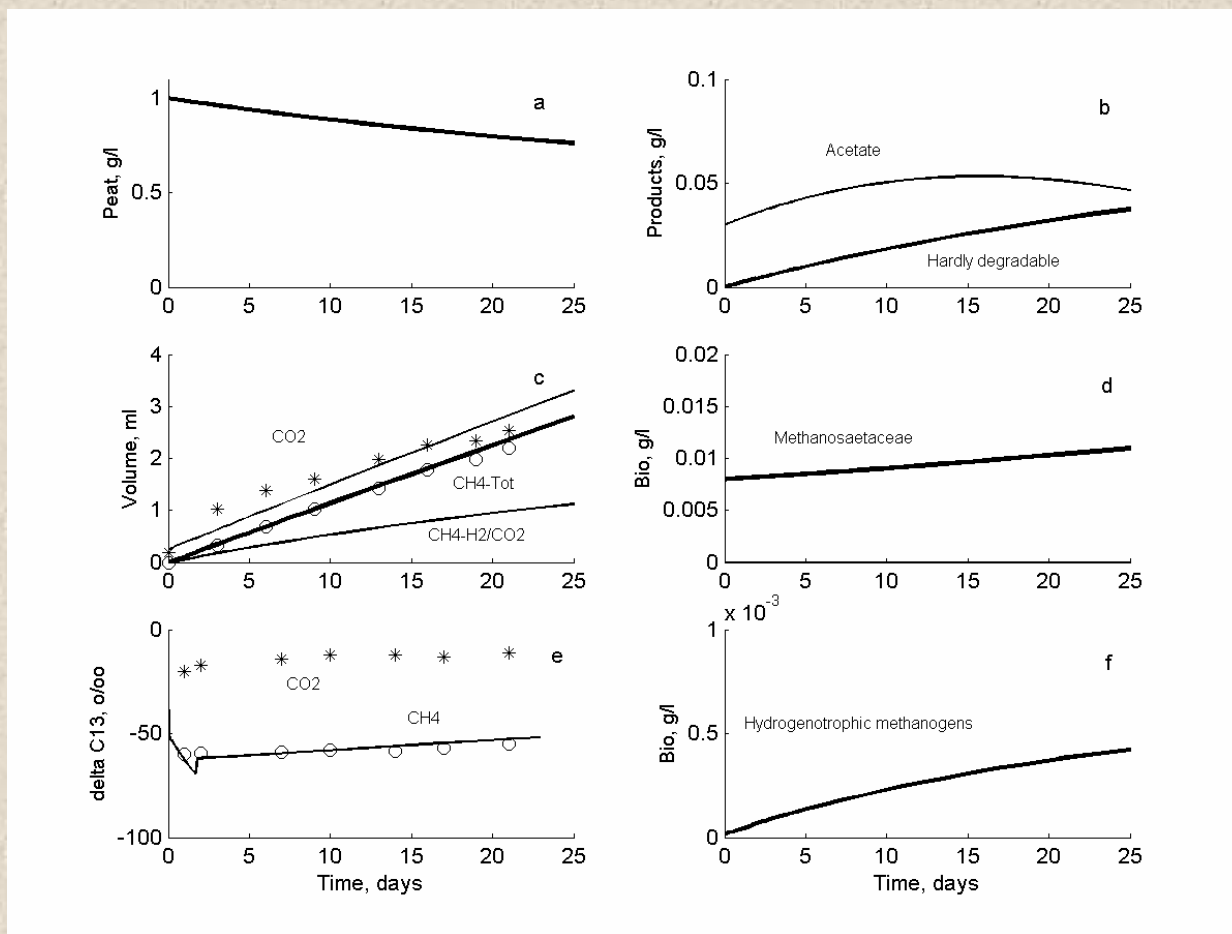 a
Peat, g/l
1
0.5
0
0 5 10 15 20 25
b
Products, g/l
0.1
0.05
0
Acetate
Hardly degradable
0 5 10 15 20 25
c
Volume, ml
4
3
2
1
0
CO2
CH4-Tot
CH4-H2/CO2
0 5 10 15 20 25
d
Bio, g/l
0.02
0.015
0.01
0.005
0
Methanosaetaceae
0 5 10 15 20 25
e
delta C13, o/oo
0
-50
-100
CO2
CH4
0 5 10 15 20 25
Time, days
x 10-3
f
Bio, g/l
1
0.5
0
Hydrogenotrophic methanogens
0 5 10 15 20 25
Time, days